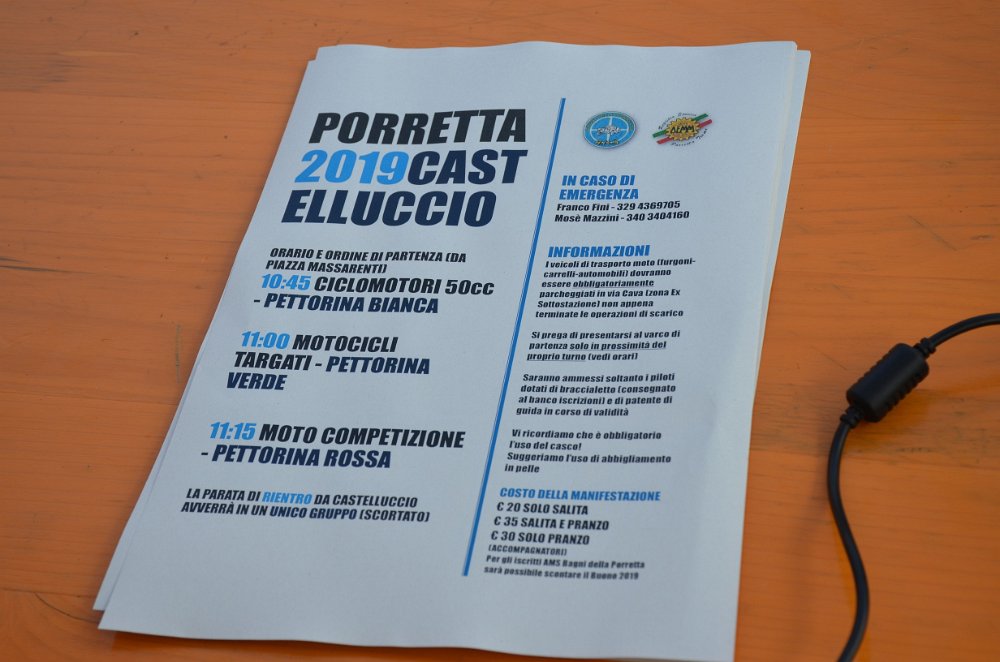 PORRETTA
2019CAST
ELLUCCIO
ORARIO E ORDINE DI PARTENZA (DA
PIAZZA MASSARENTI)
10:45 CICLOMOTORI 50cc
- PETTORINA BIANCA
11:00 MOTOCICLI
TARGATI - PETTORINA
VERDE
11:15 MOTO COMPETIZIONE
- PETTORINA ROSSA
LA PARATA DI RIENTRO DA CASTELLUCCIO
AVVERRÀ IN UN UNICO GRUPPO (SCORTATO)
IN CASO DI
EMERGENZA
Franco Fini - 329 4369705
Mosè Mazzini - 340 3404160
INFORMAZIONI
I veicoli di trasporto moto (furgoni-
carrelli-automobili) dovranno
essere obbligatoriamente
parcheggiati in via Cava (zona Ex
Sottostazione) non appena
terminate le operazioni di scarico
Si prega di presentarsi al varco di
partenza solo in prossimità del
proprio turno (vedi orari)
Saranno ammessi soltanto i piloti
dotati di braccialetto (consegnato
al banco iscrizioni) e di patente di
guida in corso di validità
Vi ricordiamo che è obbligatorio
l'uso del casco!
Suggeriamo l'uso di abbigliamento
in pelle
COSTO DELLA MANIFESTAZIONE
€ 20 SOLO SALITA
€ 35 SALITA E PRANZO
€ 30 SOLO PRANZO
(ACCOMPAGNATORI)
Per gli iscritti AMS Bagni della Porretta
sarà possibile scontare il Buono 2019